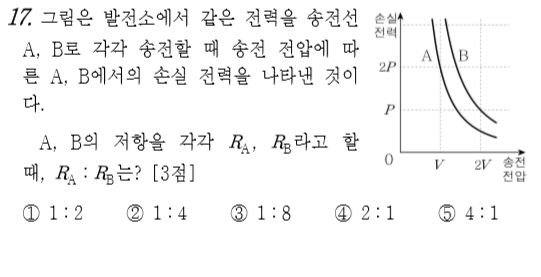 17. 그림은 발전소에서 같은 전력을 송전선
A, B로 각각 송전할 때 송전 전압에 따
른 A, B에서의 손실 전력을 나타낸 것이
다.
A, B의 저항을 각각 R_A, R_B라고 할
때, R_A : R_B는? [3점]
손실
전력
2P
A
B
P
0
V
2V
송전
전압
① 1 : 2 ② 1 : 4 ③ 1 : 8 ④ 2 : 1 ⑤ 4 : 1